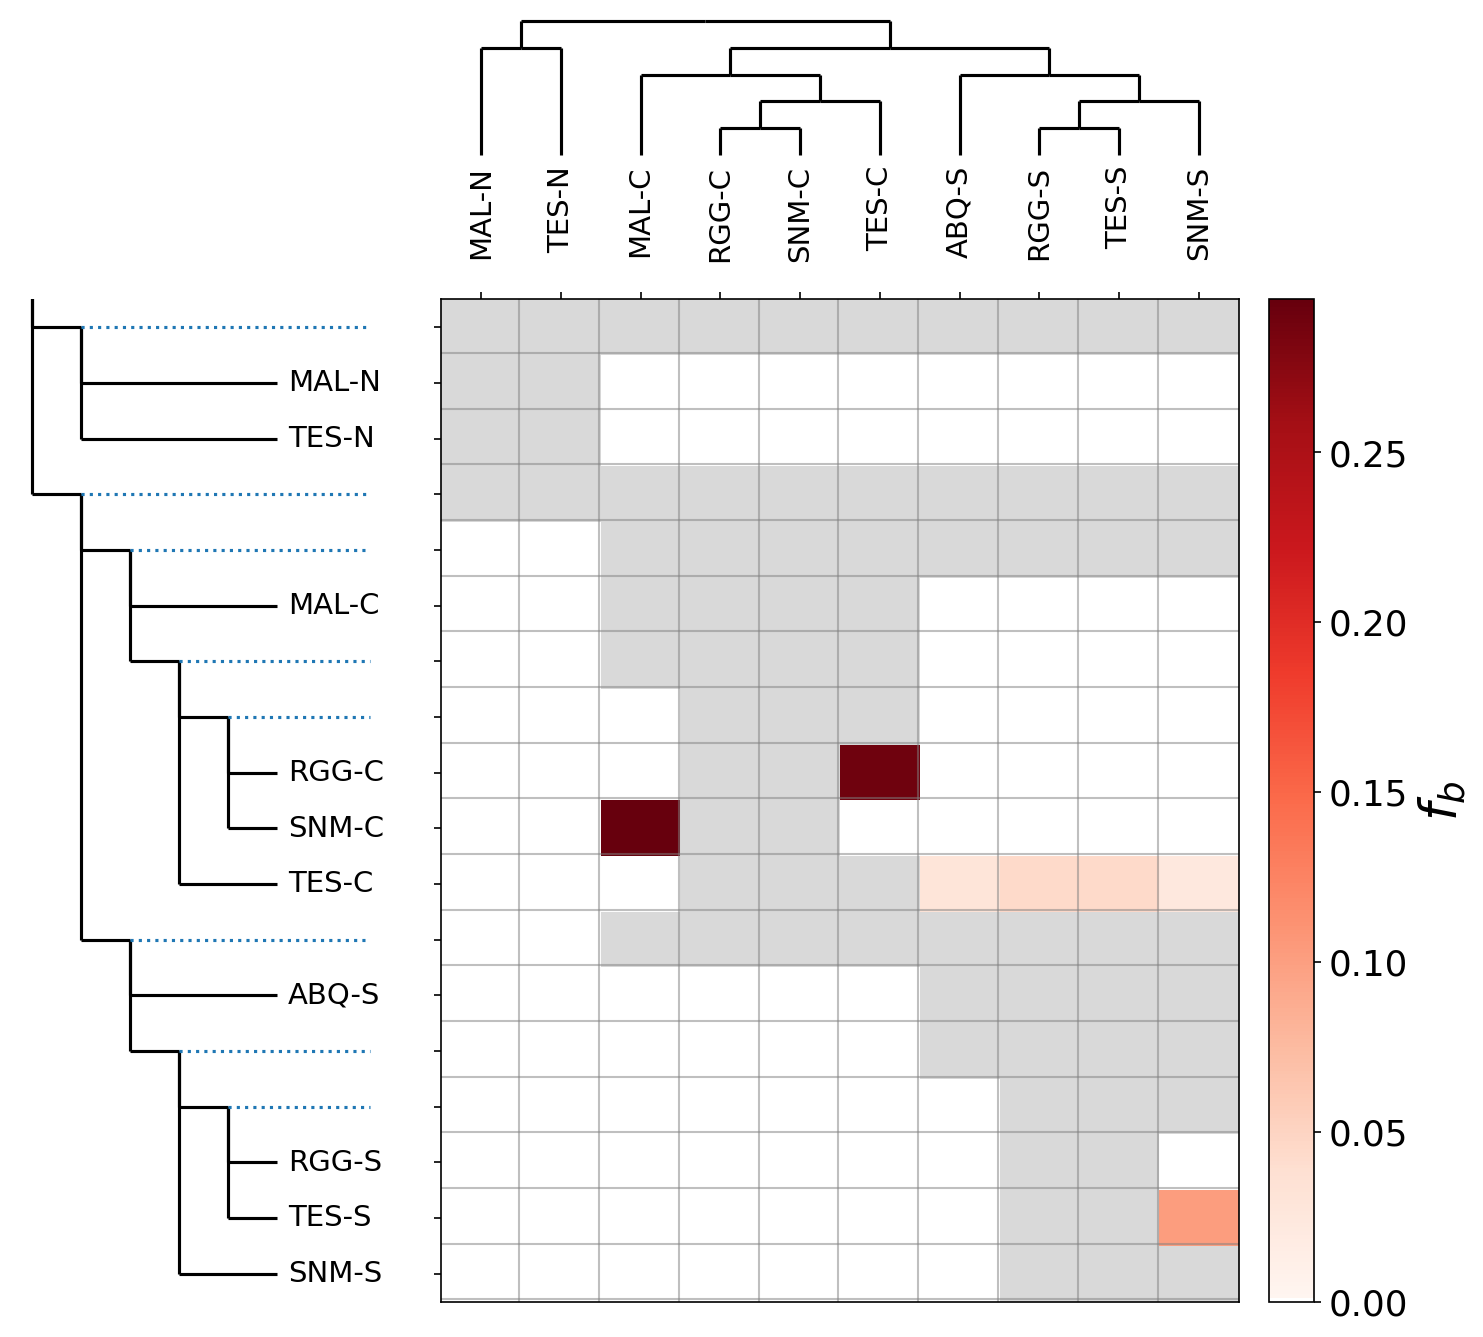 MAL-N
TES-N
MAL-C
RGG-C
SNM-C
TES-C
ABQ-S
RGG-S
TES-S
SNM-S
MAL-N
TES-N
MAL-C
RGG-C
SNM-C
TES-C
ABQ-S
RGG-S
TES-S
SNM-S
0.25
0.20
0.15
0.10
0.05
0.00
f_b